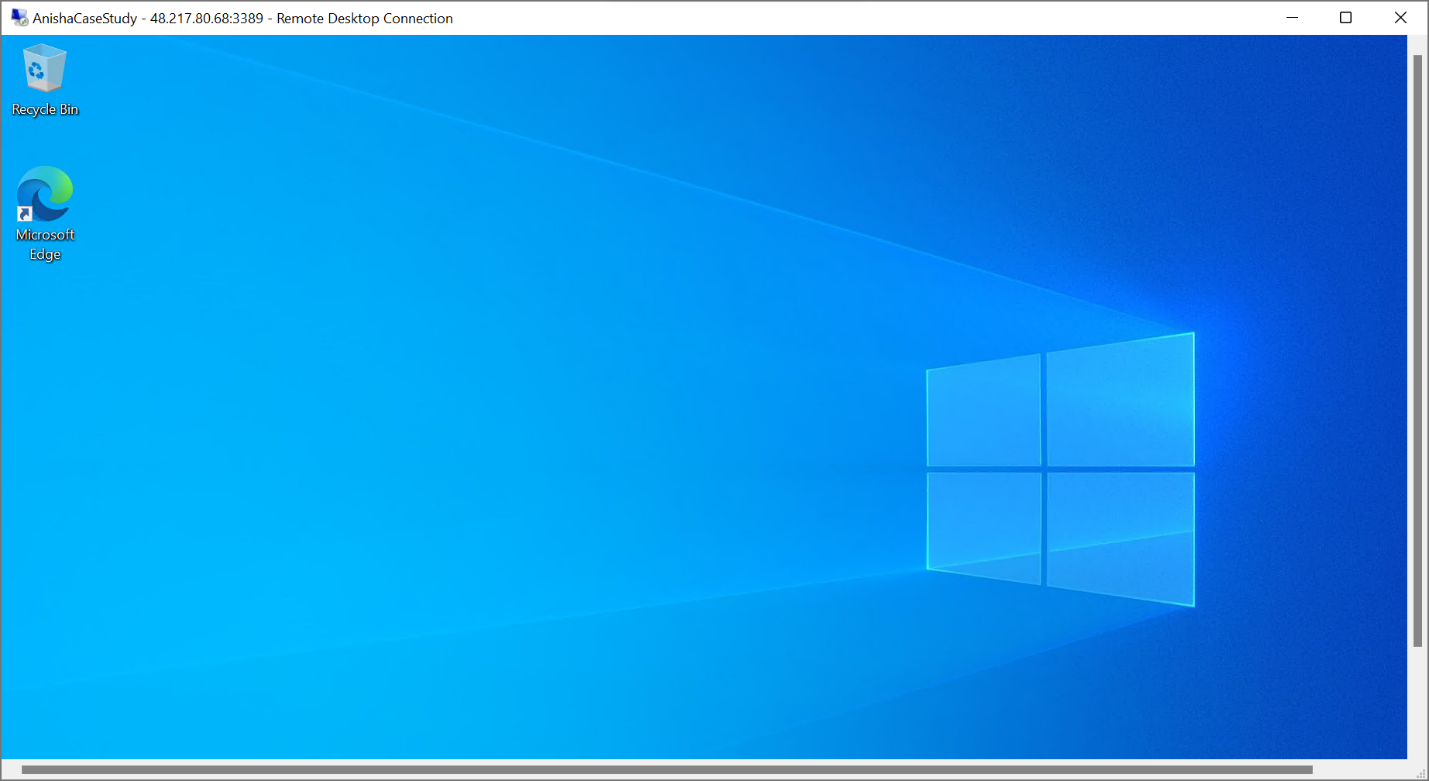 AnishaCaseStudy - 48.217.80.68:3389 - Remote Desktop Connection
Recycle Bin
Microsoft
Edge